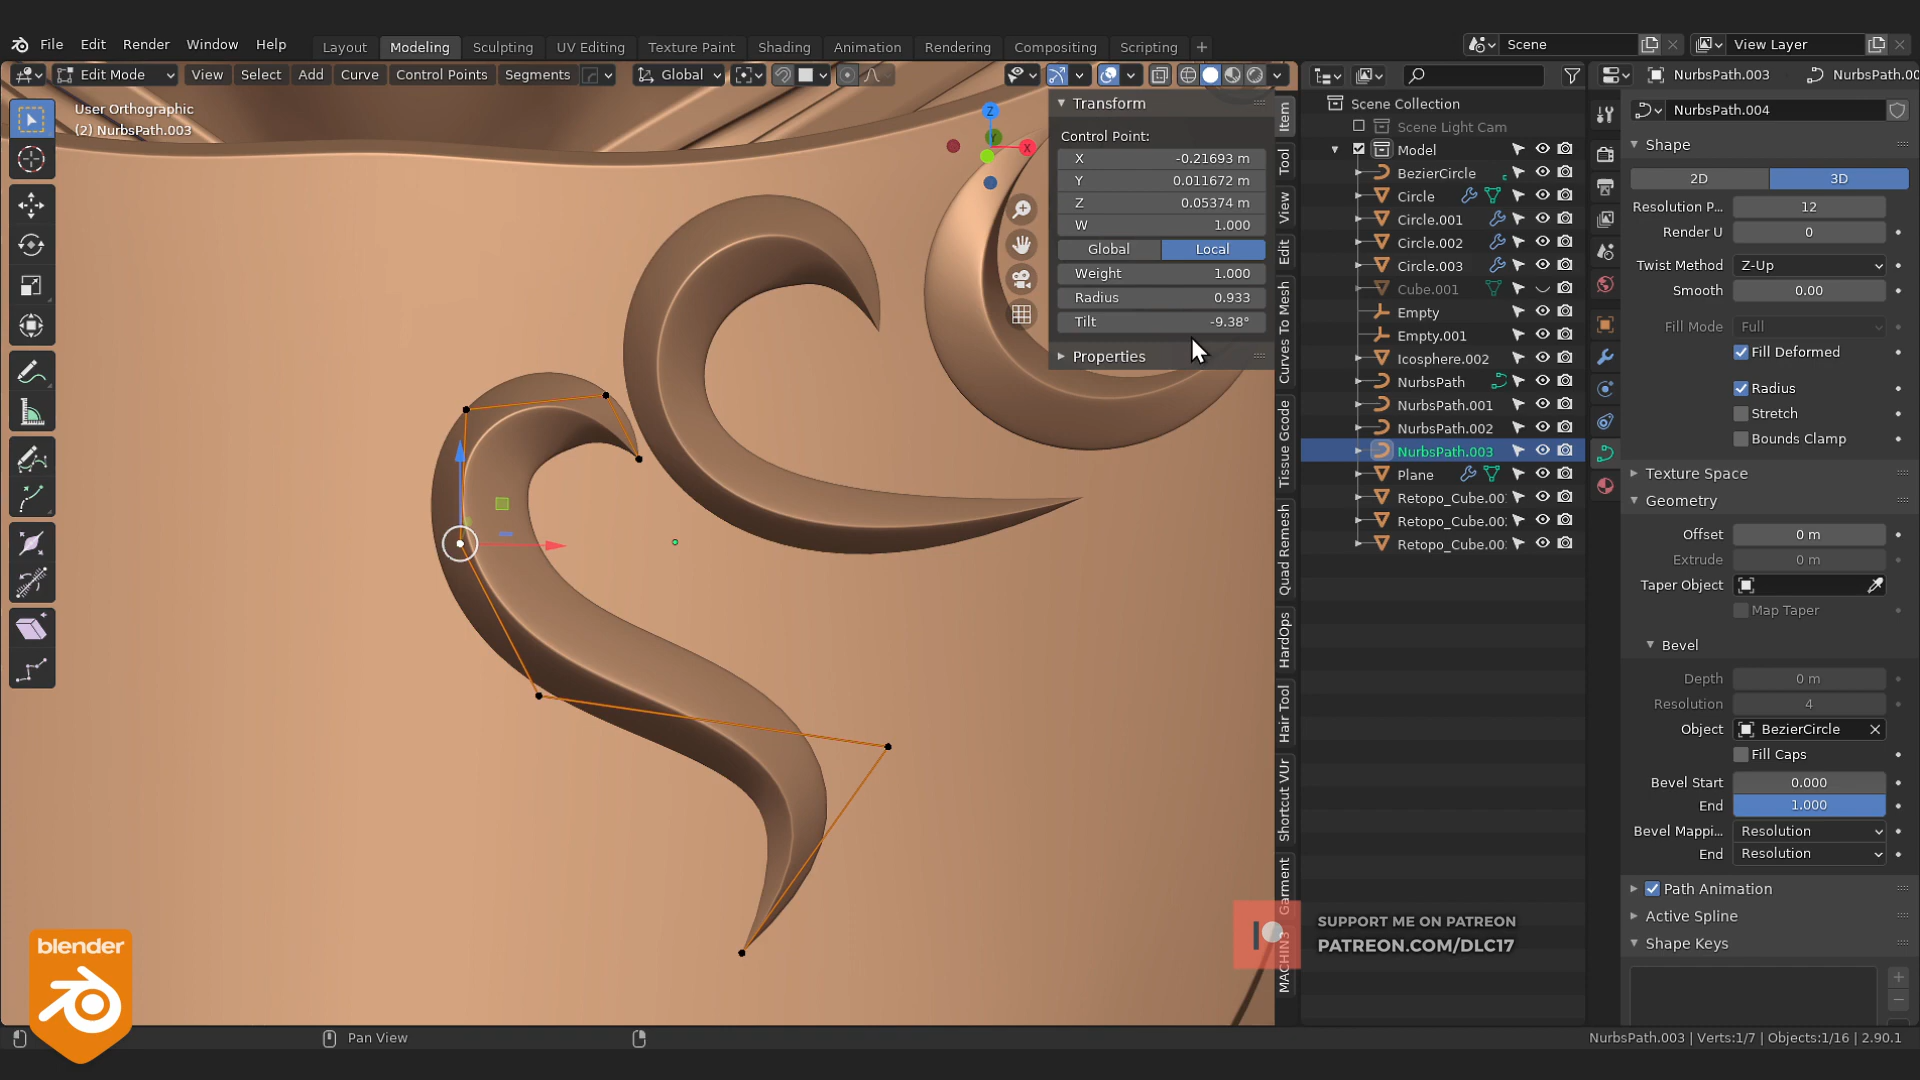 File Edit Render Window Help
Layout Modeling Sculpting UV Editing Texture Paint Shading Animation Rendering Compositing Scripting +
Scene
View Layer
Edit Mode View Select Add Curve Control Points Segments Global
User Orthographic
(2) NurbsPath.003
Z
Y
X
Transform
Control Point:
X -0.21693 m
Y 0.011672 m
Z 0.05374 m
W 1.000
Global Local
Weight 1.000
Radius 0.933
Tilt -9.38°
Properties
Item
Tool
View
Edit
Curves To Mesh
Tissue Gcode
Quad Remesh
HardOps
Hair Tool
Shortcut VUr
Garment
MACHIN3
Scene Collection
Scene Light Cam
Model
BezierCircle
Circle
Circle.001
Circle.002
Circle.003
Cube.001
Empty
Empty.001
Icosphere.002
NurbsPath
NurbsPath.001
NurbsPath.002
NurbsPath.003
Plane
Retopo_Cube.00
Retopo_Cube.00
Retopo_Cube.00
NurbsPath.003 NurbsPath.00
NurbsPath.004
Shape
2D 3D
Resolution P... 12
Render U 0
Twist Method Z-Up
Smooth 0.00
Fill Mode Full
Fill Deformed
Radius
Stretch
Bounds Clamp
Texture Space
Geometry
Offset 0 m
Extrude 0 m
Taper Object
Map Taper
Bevel
Depth 0 m
Resolution 4
Object BezierCircle
Fill Caps
Bevel Start 0.000
End 1.000
Bevel Mappi... Resolution
End Resolution
Path Animation
Active Spline
Shape Keys
SUPPORT ME ON PATREON
PATREON.COM/DLC17
blender
Pan View
NurbsPath.003 | Verts:1/7 | Objects:1/16 | 2.90.1